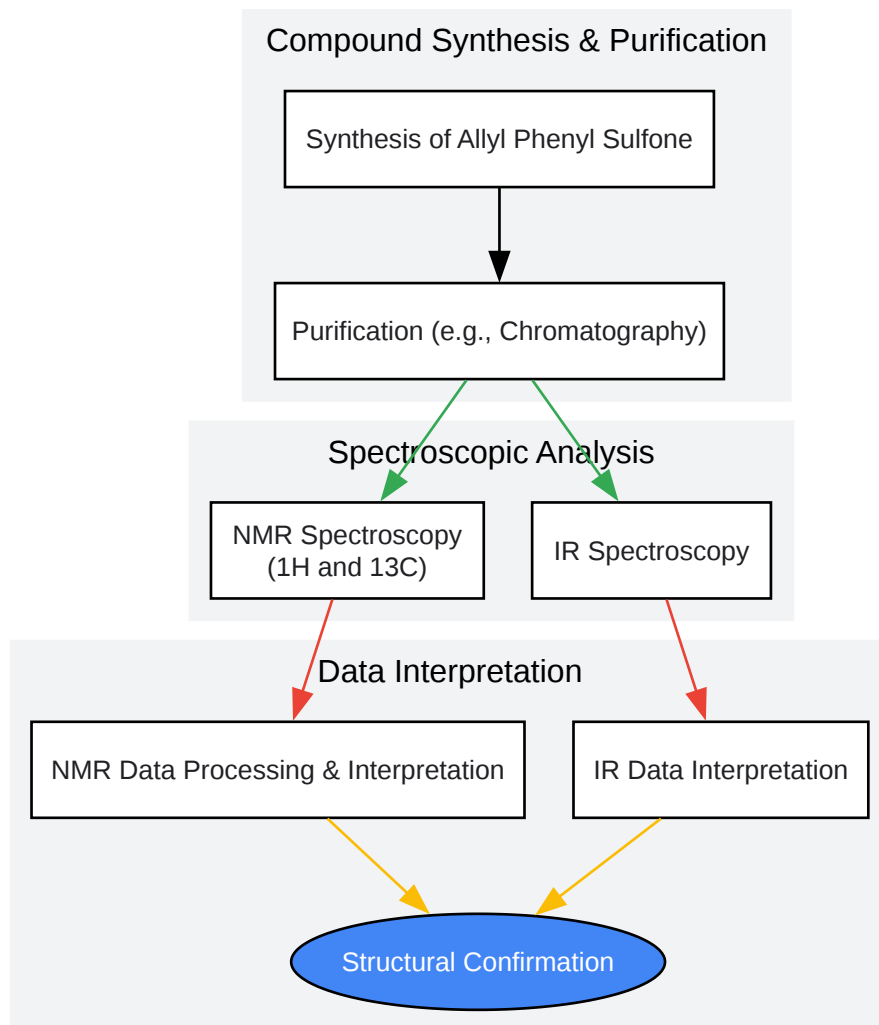 Compound Synthesis & Purification
Synthesis of Allyl Phenyl Sulfone
Purification (e.g., Chromatography)
Spectroscopic Analysis
NMR Spectroscopy
(1H and 13C)
IR Spectroscopy
Data Interpretation
NMR Data Processing & Interpretation
IR Data Interpretation
Structural Confirmation